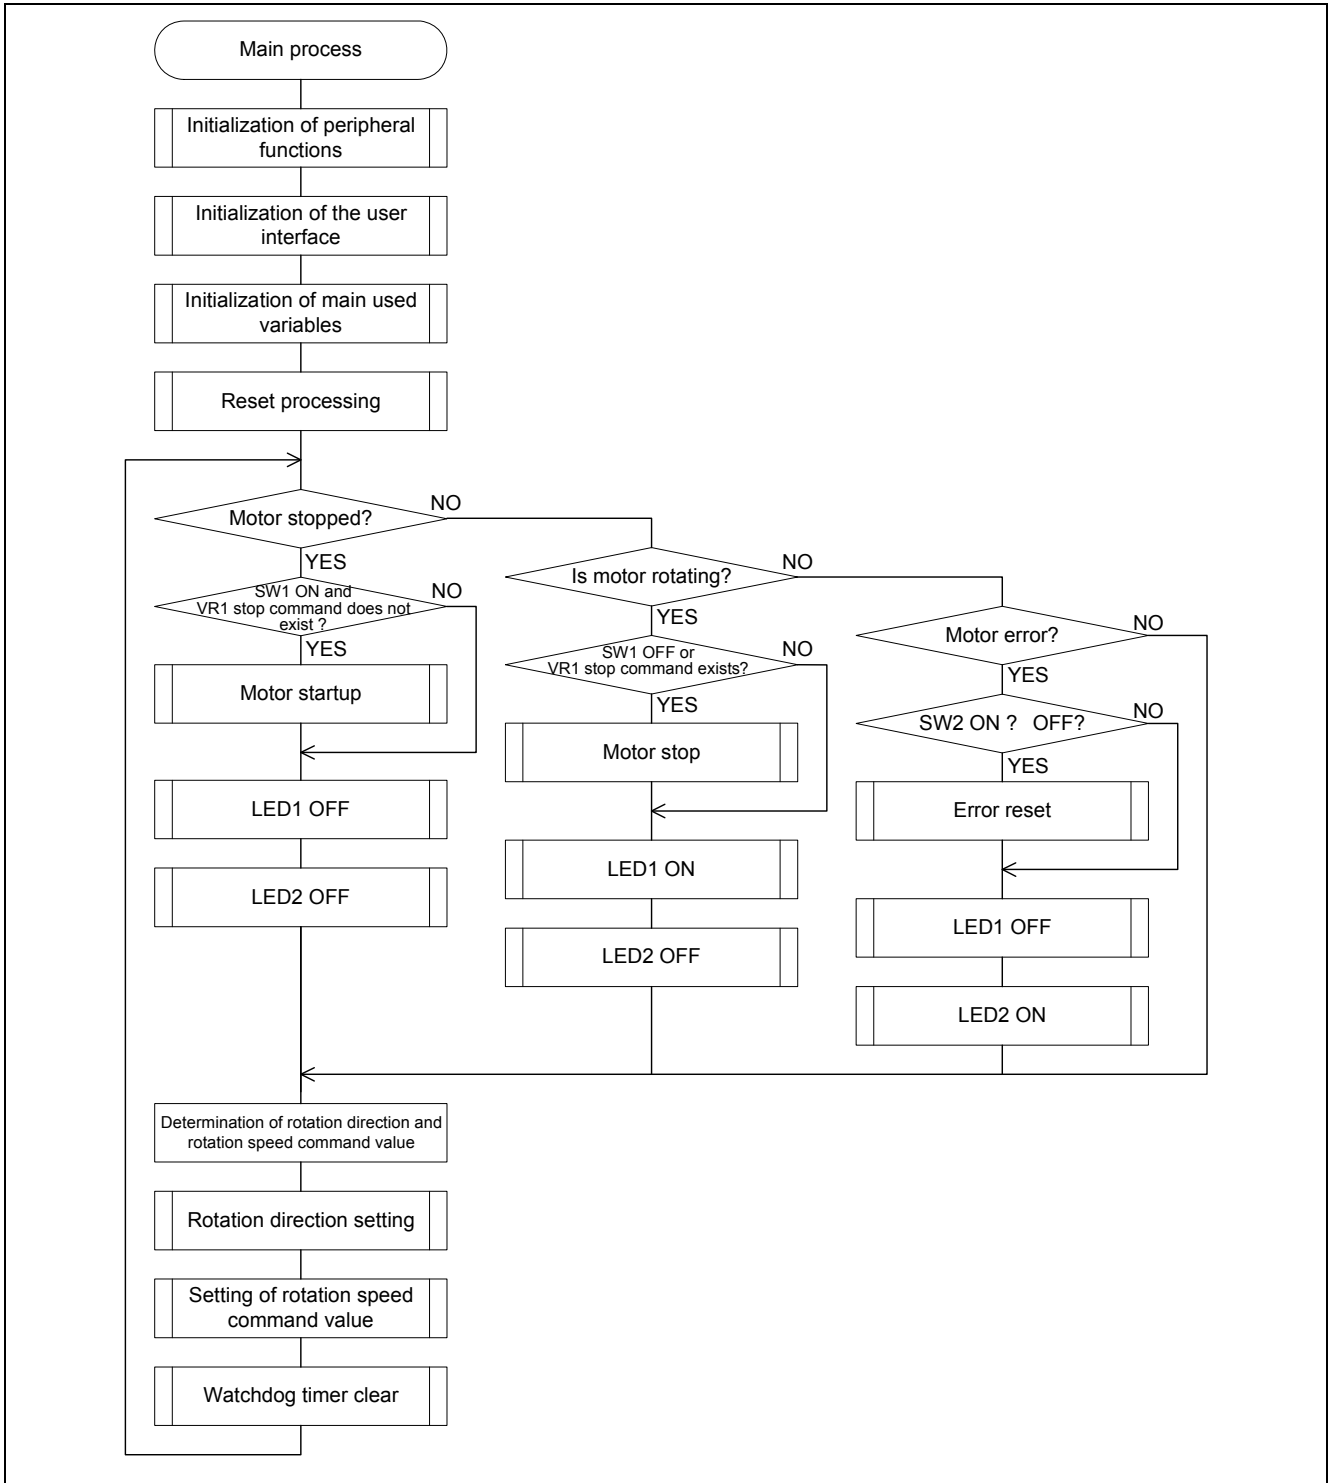 Main process
Initialization of peripheral
functions
Initialization of the user
interface
Initialization of main used
variables
Reset processing
Motor stopped?
NO
YES
SW1 ON and
VR1 stop command does not
exist ?
NO
YES
Motor startup
LED1 OFF
LED2 OFF
Is motor rotating?
NO
YES
SW1 OFF or
VR1 stop command exists?
NO
YES
Motor stop
LED1 ON
LED2 OFF
Motor error?
NO
YES
SW2 ON ? OFF?
NO
YES
Error reset
LED1 OFF
LED2 ON
Determination of rotation direction and
rotation speed command value
Rotation direction setting
Setting of rotation speed
command value
Watchdog timer clear